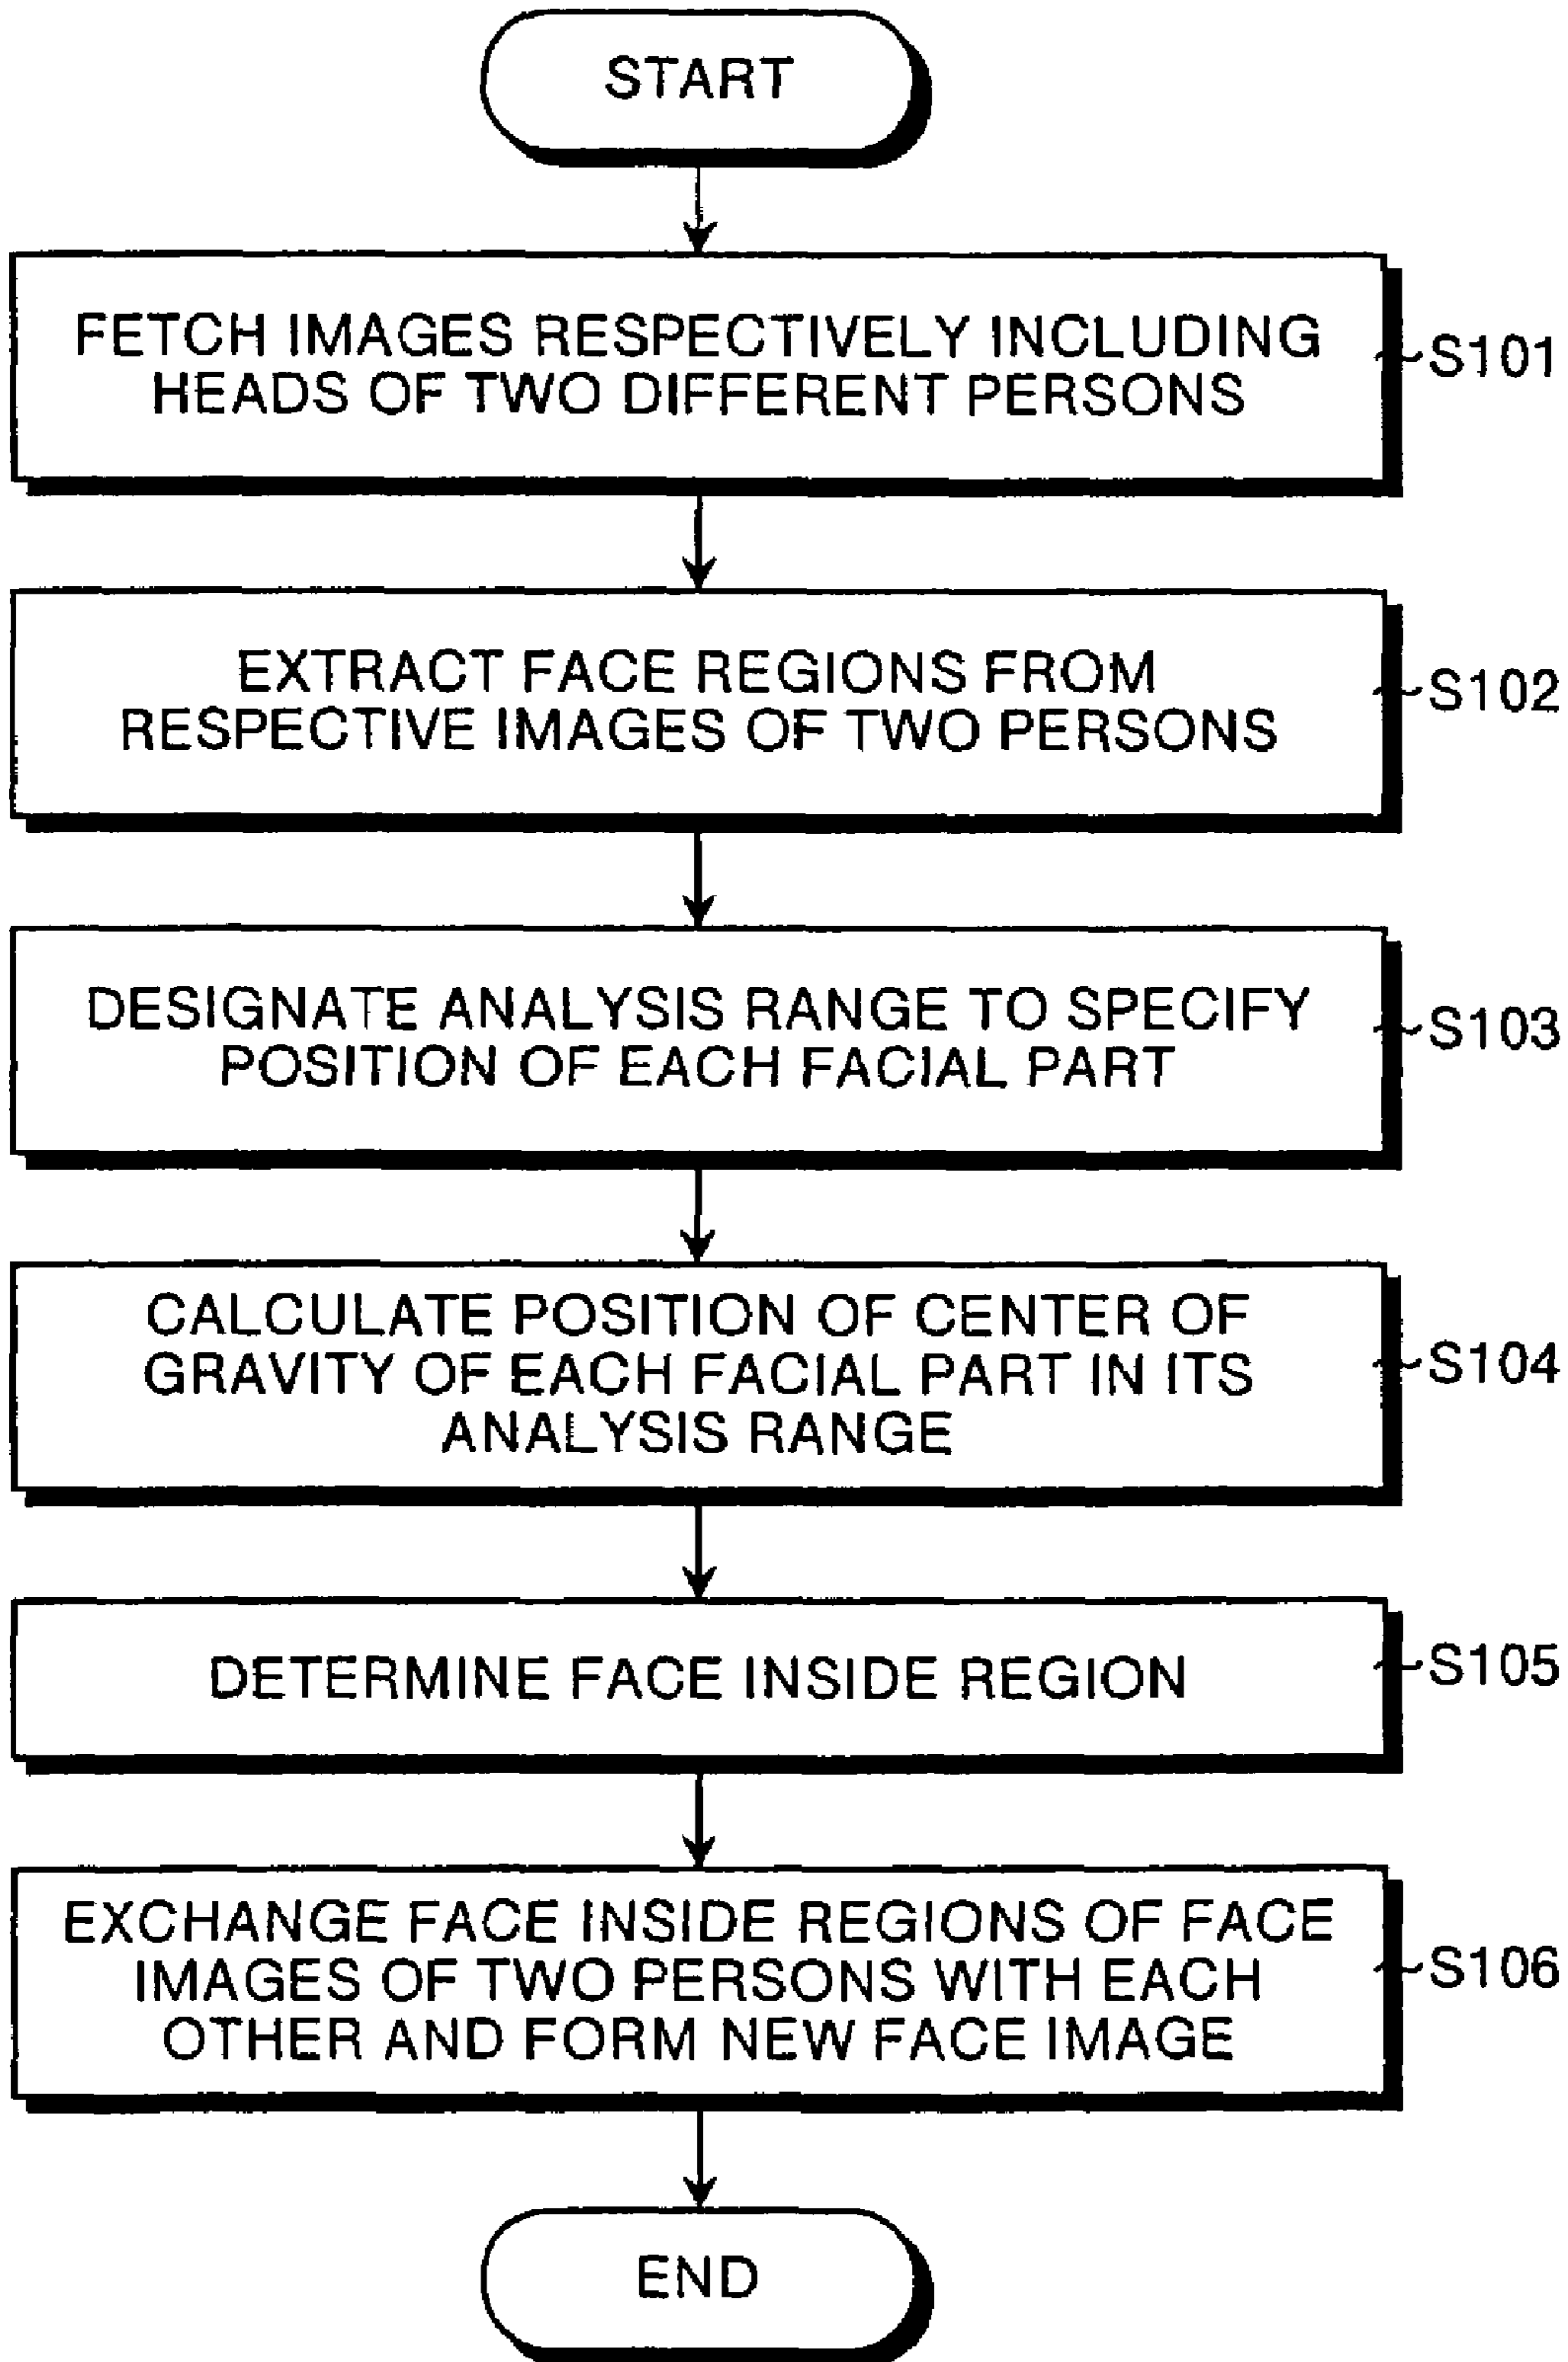 START
FETCH IMAGES RESPECTIVELY INCLUDING
HEADS OF TWO DIFFERENT PERSONS
S101
EXTRACT FACE REGIONS FROM
RESPECTIVE IMAGES OF TWO PERSONS
S102
DESIGNATE ANALYSIS RANGE TO SPECIFY
POSITION OF EACH FACIAL PART
S103
CALCULATE POSITION OF CENTER OF
GRAVITY OF EACH FACIAL PART IN ITS
ANALYSIS RANGE
S104
DETERMINE FACE INSIDE REGION
S105
EXCHANGE FACE INSIDE REGIONS OF FACE
IMAGES OF TWO PERSONS WITH EACH
OTHER AND FORM NEW FACE IMAGE
S106
END